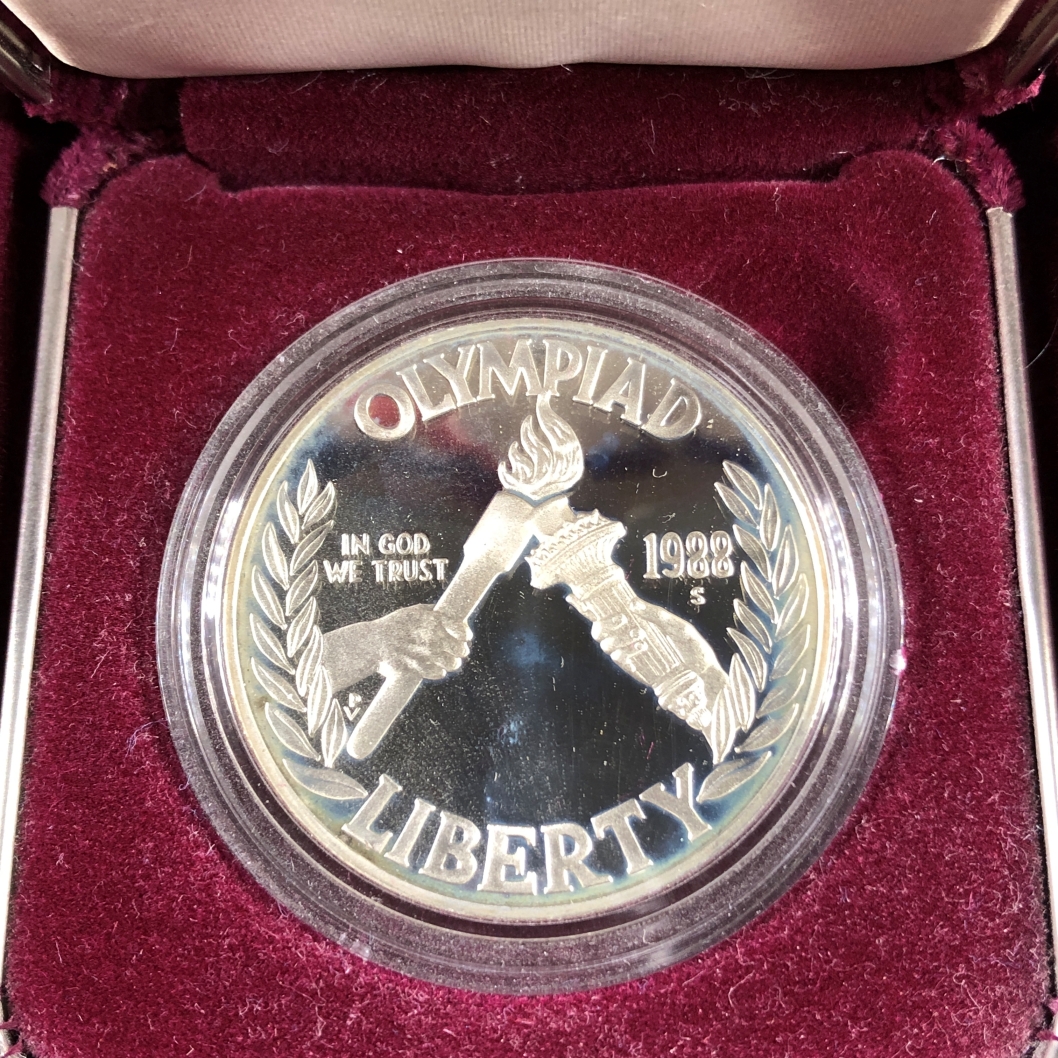 OLYMPIAD
IN GOD
WE TRUST
1988
S
LIBERTY